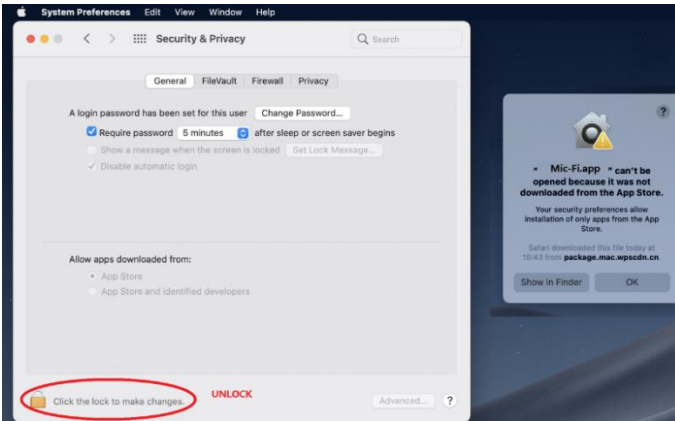 System Preferences Edit View Window Help
Security & Privacy
Search
General FileVault Firewall Privacy
A login password has been set for this user Change Password...
Require password 5 minutes after sleep or screen saver begins
Show a message when the screen is locked Set Lock Message...
Disable automatic login
Allow apps downloaded from:
App Store
App Store and identified developers
Click the lock to make changes.
UNLOCK
Advanced...
?
?
" Mic-Fi.app " can't be
opened because it was not
downloaded from the App Store.
Your security preferences allow
installation of only apps from the App
Store.
Safari downloaded this file today at
16:43 from package.mac.wpscdn.cn
Show in Finder OK